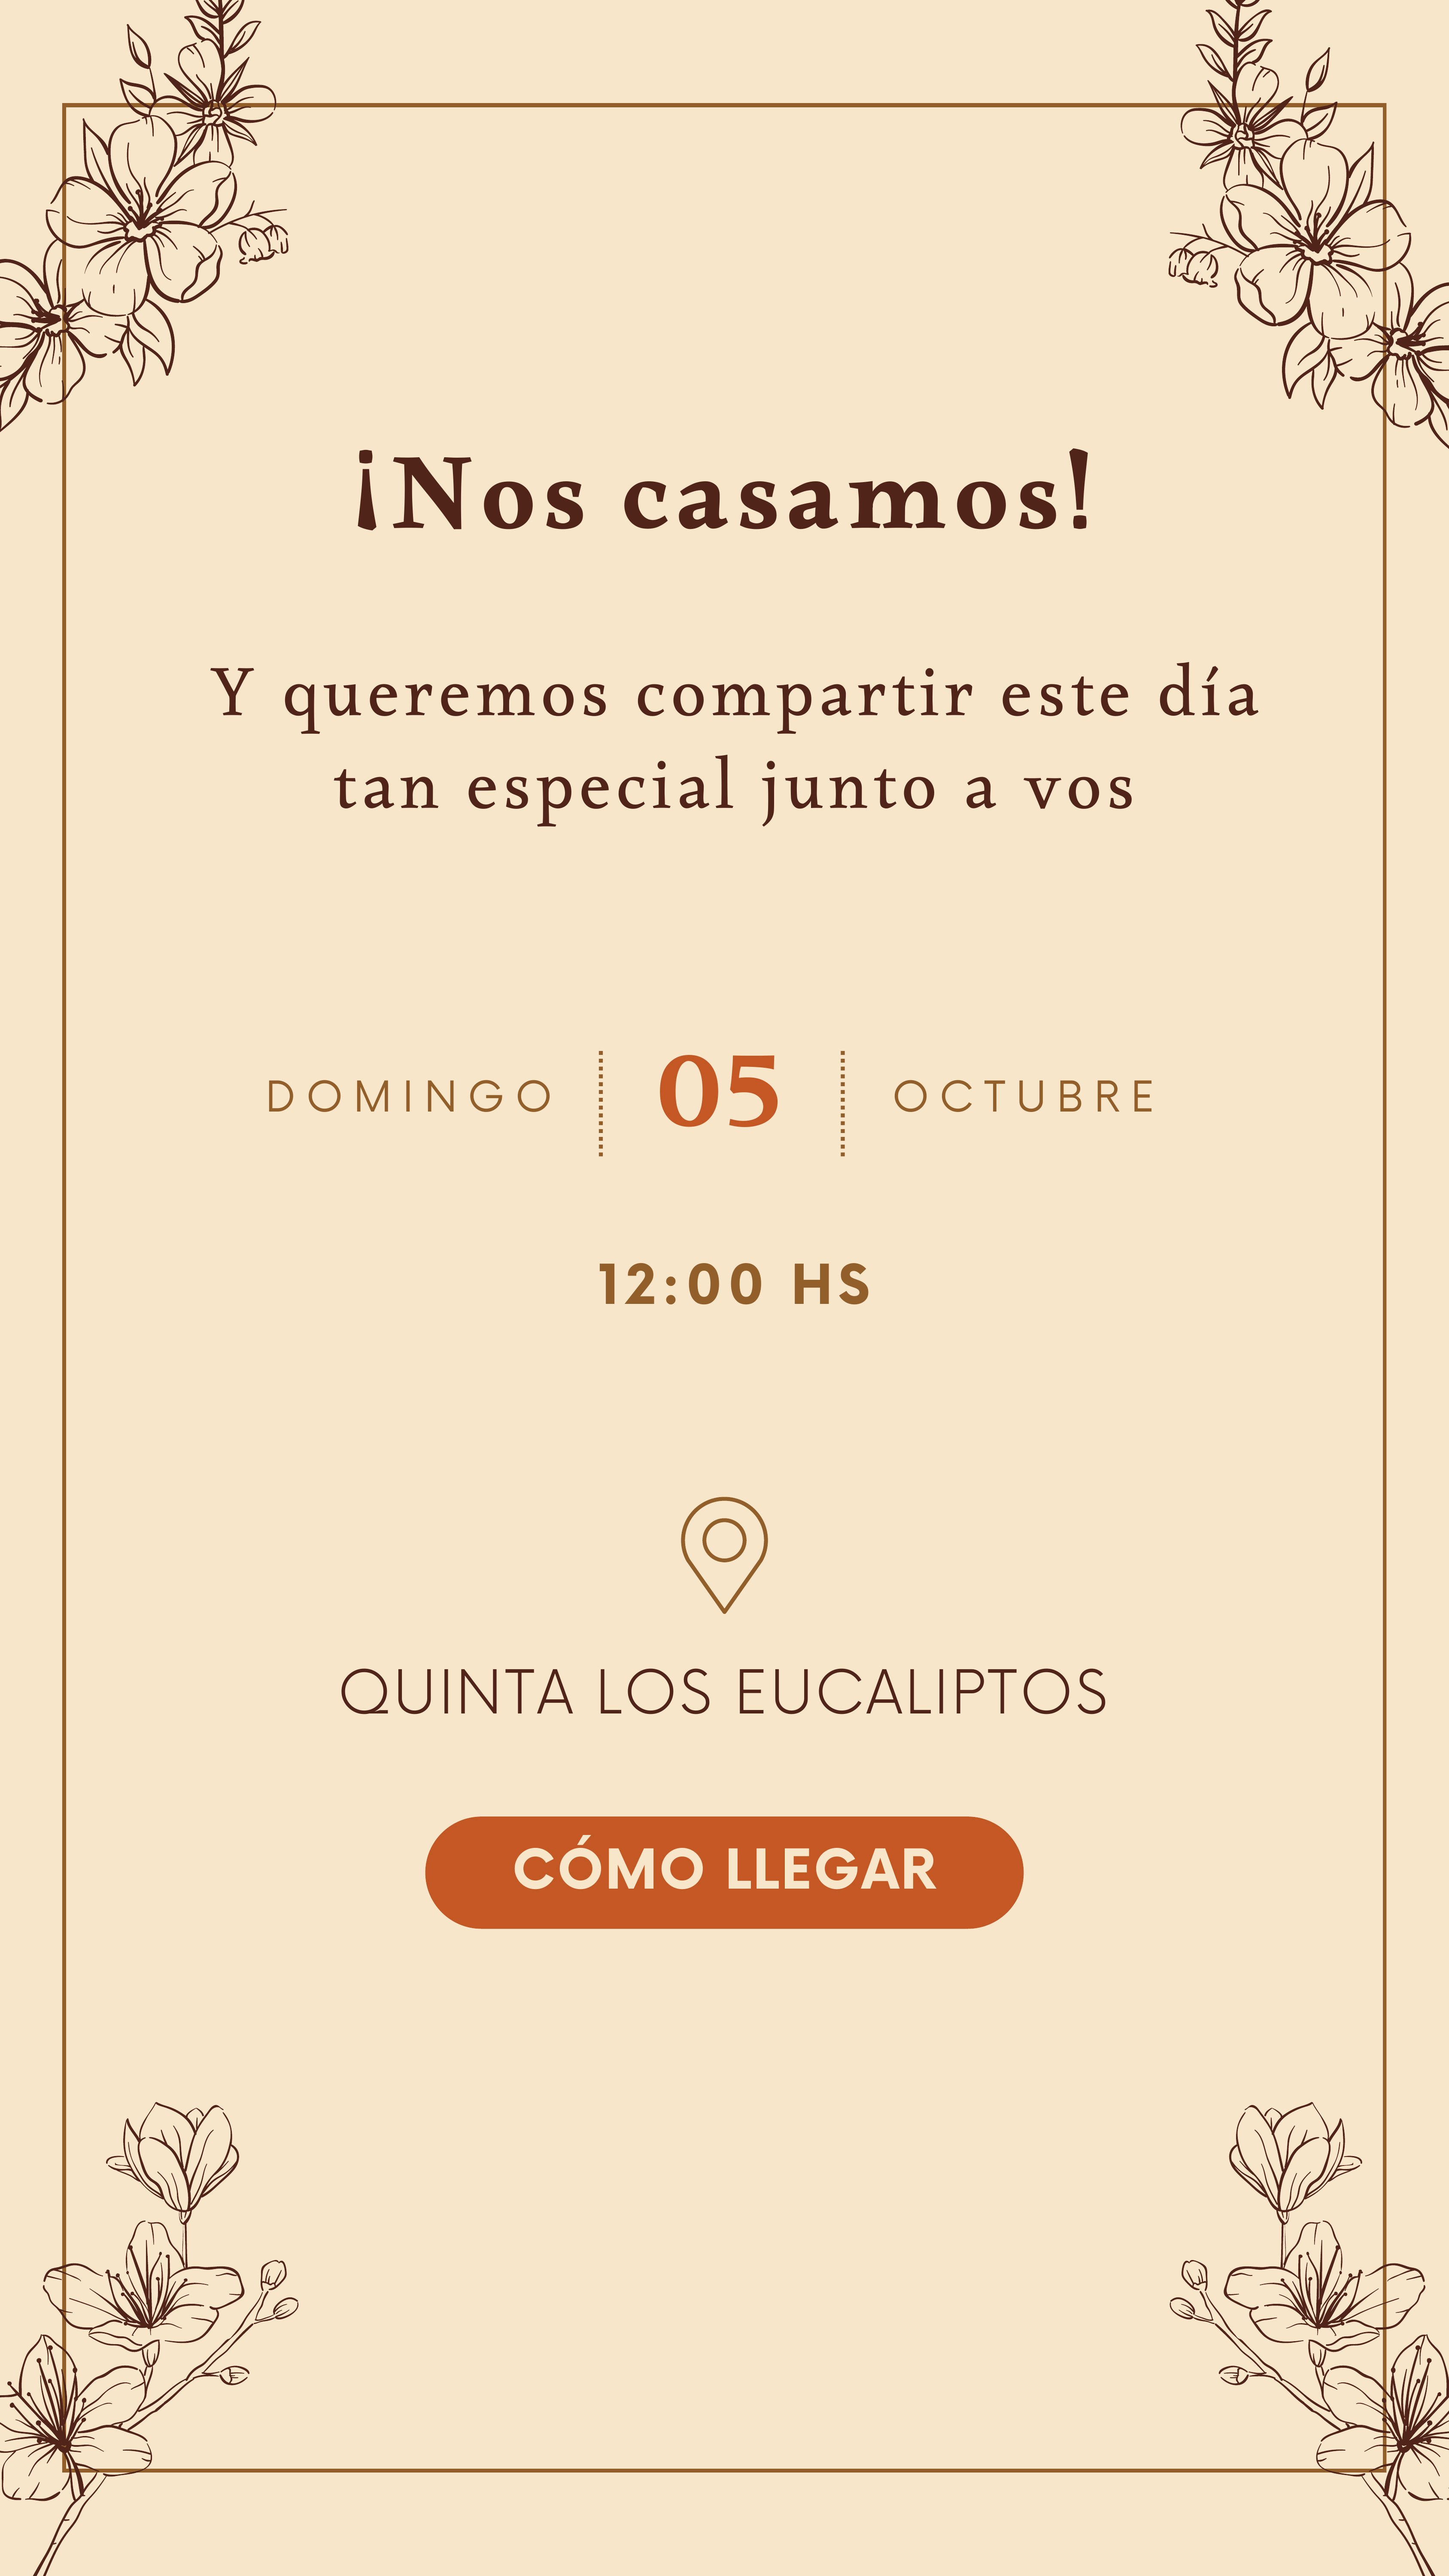 ¡Nos casamos!
Y queremos compartir este día
tan especial junto a vos
DOMINGO 05 OCTUBRE
12:00 HS
QUINTA LOS EUCALIPTOS
CÓMO LLEGAR